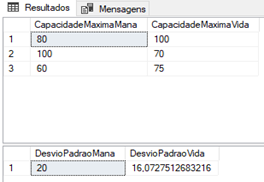 Resultados Mensagens
CapacidadeMaximaMana CapacidadeMaximaVida
1 80 100
2 100 70
3 60 75
DesvioPadraoMana DesvioPadraoVida
1 20 16,0727512683216